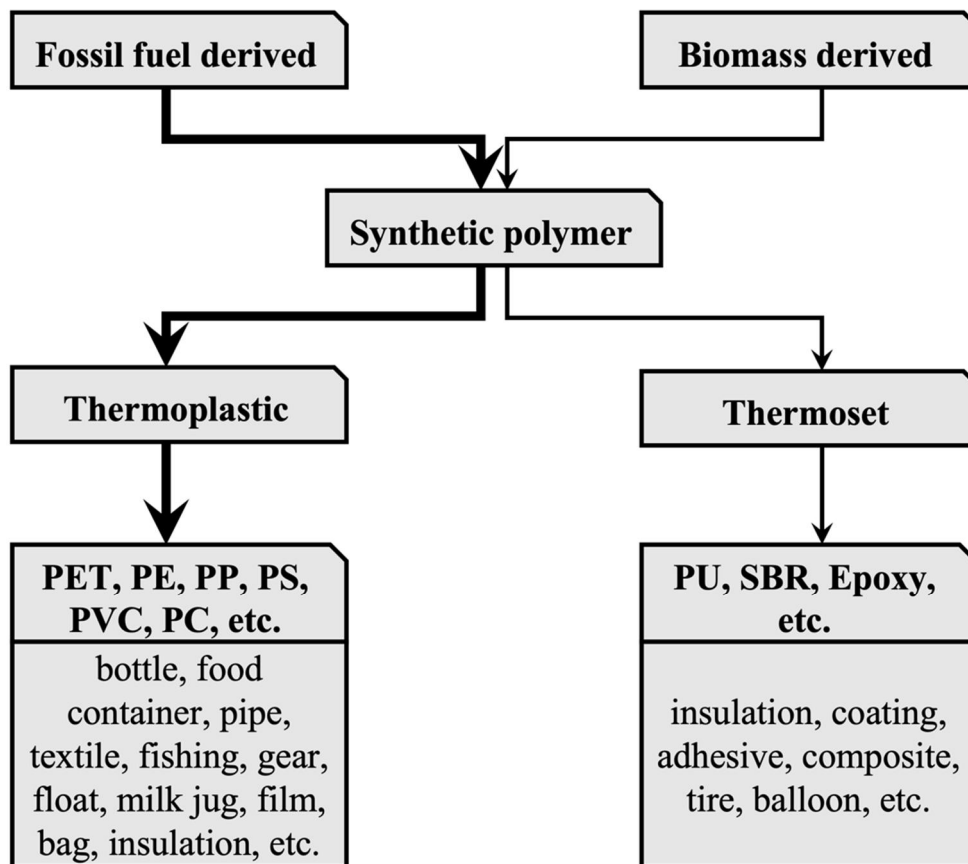 Fossil fuel derived
Biomass derived
Synthetic polymer
Thermoplastic
Thermoset
PET, PE, PP, PS,
PVC, PC, etc.
bottle, food
container, pipe,
textile, fishing, gear,
float, milk jug, film,
bag, insulation, etc.
PU, SBR, Epoxy,
etc.
insulation, coating,
adhesive, composite,
tire, balloon, etc.